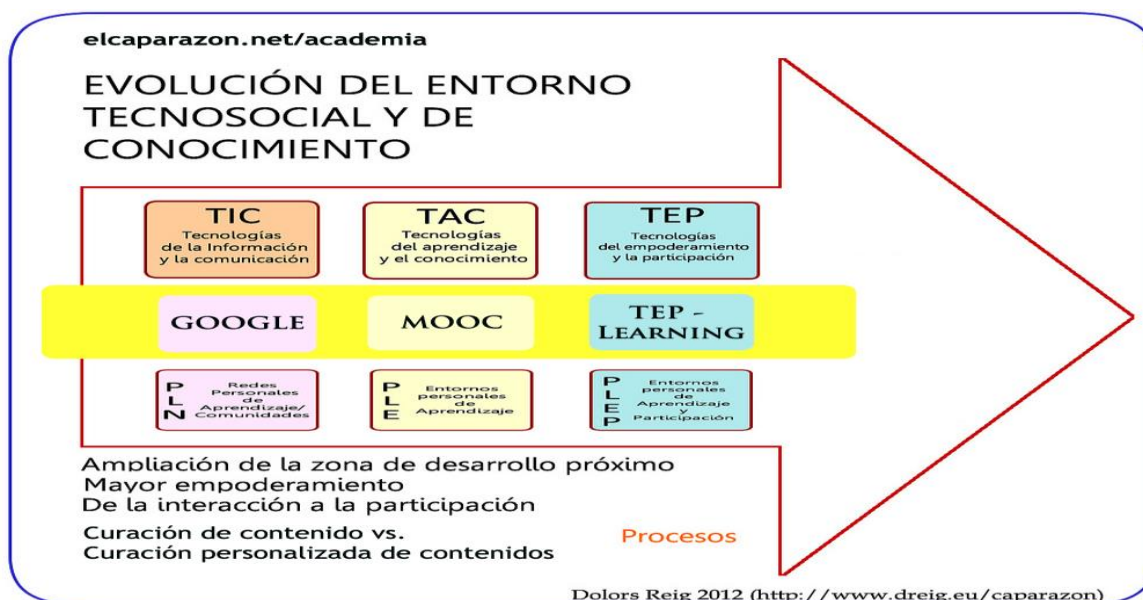 elcaparazon.net/academia
EVOLUCIÓN DEL ENTORNO
TECNOSOCIAL Y DE
CONOCIMIENTO
TIC
Tecnologías
de la Información
y la comunicación
TAC
Tecnologías
del aprendizaje
y el conocimiento
TEP
Tecnologías
del empoderamiento
y la participación
GOOGLE
MOOC
TEP -
LEARNING
PLN
Redes
Personales
de
Aprendizaje/
Comunidades
PLE
Entornos
personales
de
Aprendizaje
PLEP
Entornos
personales
de
Aprendizaje
y
Participación
Ampliación de la zona de desarrollo próximo
Mayor empoderamiento
De la interacción a la participación
Curación de contenido vs.
Curación personalizada de contenidos
Procesos
Dolors Reig 2012 (http://www.dreig.eu/caparazon)